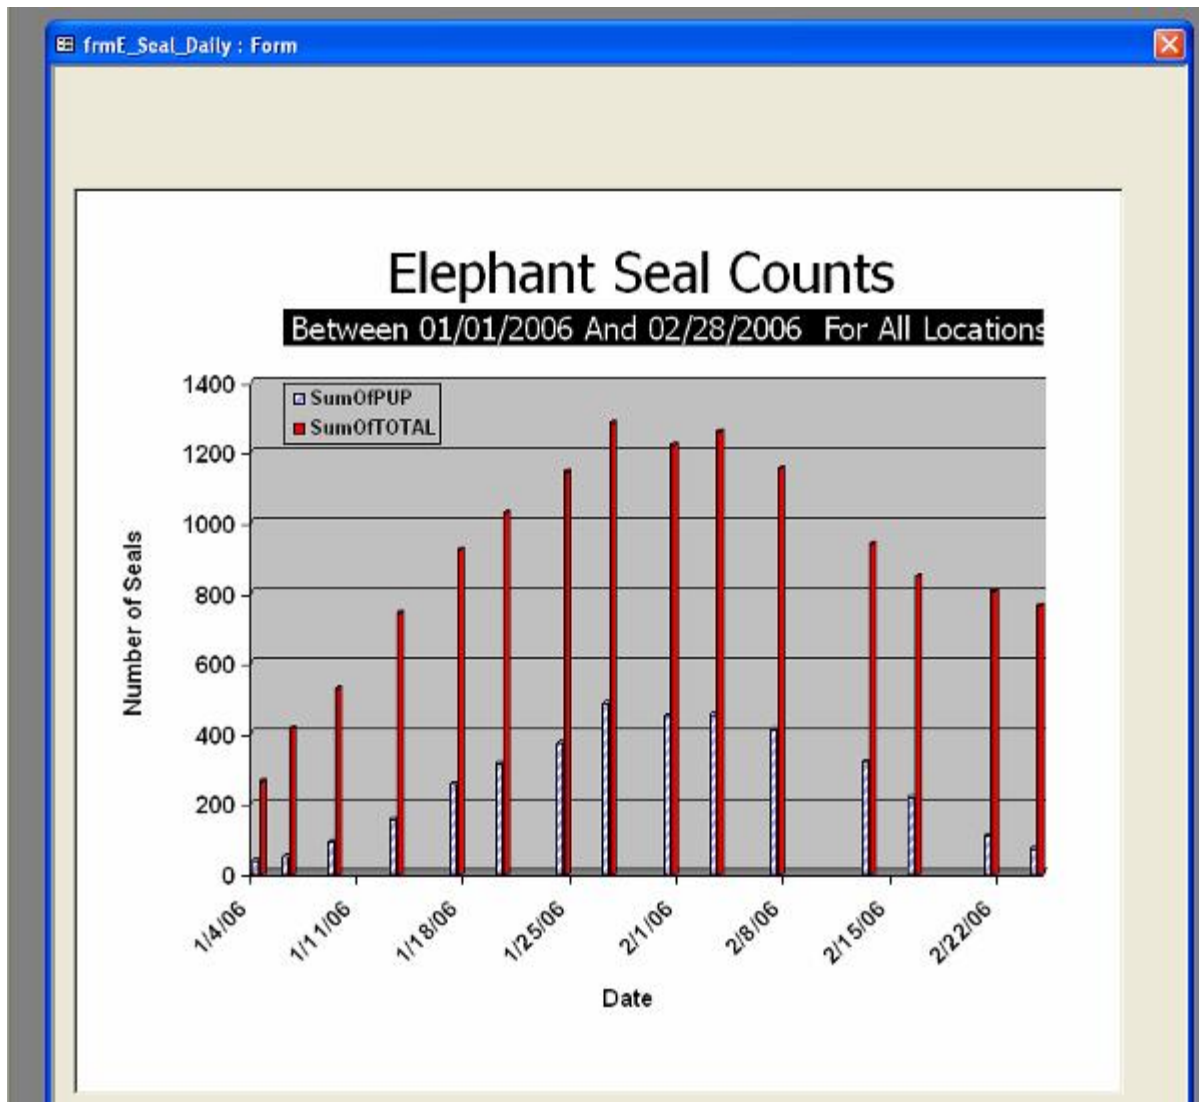 frmE_Seal_Daily : Form
Elephant Seal Counts
Between 01/01/2006 And 02/28/2006 For All Locations
SumOfPUP
SumOfTOTAL
1400
1200
1000
800
600
400
200
0
Number of Seals
1/4/06
1/11/06
1/18/06
1/25/06
2/1/06
2/8/06
2/15/06
2/22/06
Date